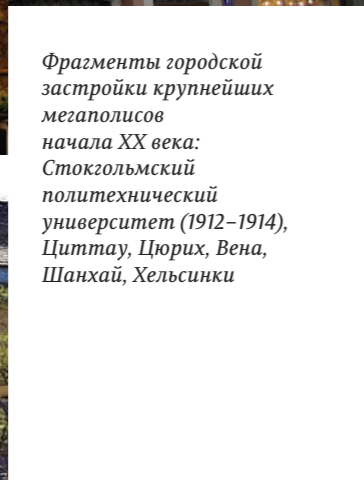 Фрагменты городской
застройки крупнейших
мегаполисов
начала XX века:
Стокгольмский
политехнический
университет (1912–1914),
Циттау, Цюрих, Вена,
Шанхай, Хельсинки